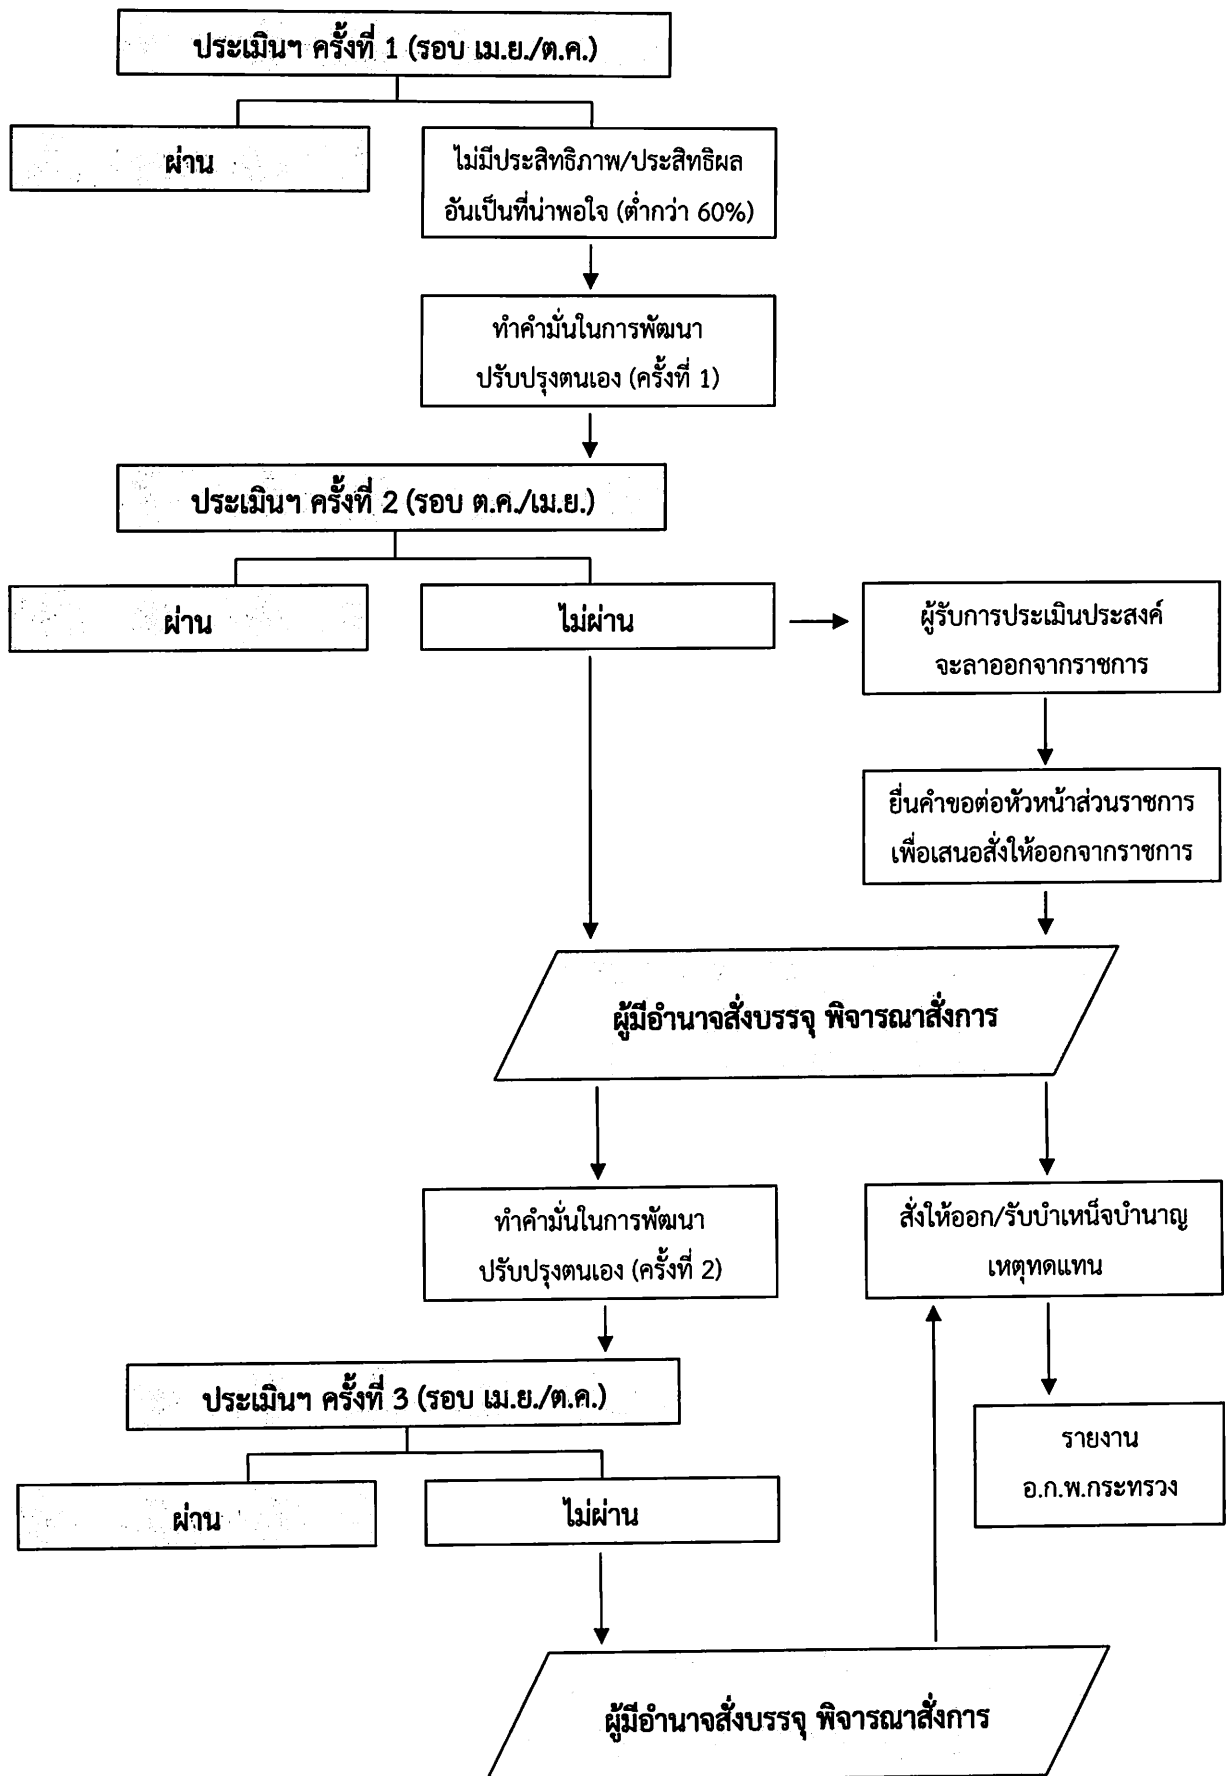 ประเมินฯ ครั้งที่ 1 (รอบ เม.ย./ต.ค.)
ผ่าน
ไม่มีประสิทธิภาพ/ประสิทธิผล
อันเป็นที่น่าพอใจ (ต่ำกว่า 60%)
ทำคำมั่นในการพัฒนา
ปรับปรุงตนเอง (ครั้งที่ 1)
ประเมินฯ ครั้งที่ 2 (รอบ ต.ค./เม.ย.)
ผ่าน
ไม่ผ่าน
ผู้รับการประเมินประสงค์
จะลาออกจากราชการ
ยื่นคำขอต่อหัวหน้าส่วนราชการ
เพื่อเสนอสั่งให้ออกจากราชการ
ผู้มีอำนาจสั่งบรรจุ พิจารณาสั่งการ
ทำคำมั่นในการพัฒนา
ปรับปรุงตนเอง (ครั้งที่ 2)
สั่งให้ออก/รับบำเหน็จบำนาญ
เหตุทดแทน
ประเมินฯ ครั้งที่ 3 (รอบ เม.ย./ต.ค.)
ผ่าน
ไม่ผ่าน
รายงาน
อ.ก.พ.กระทรวง
ผู้มีอำนาจสั่งบรรจุ พิจารณาสั่งการ